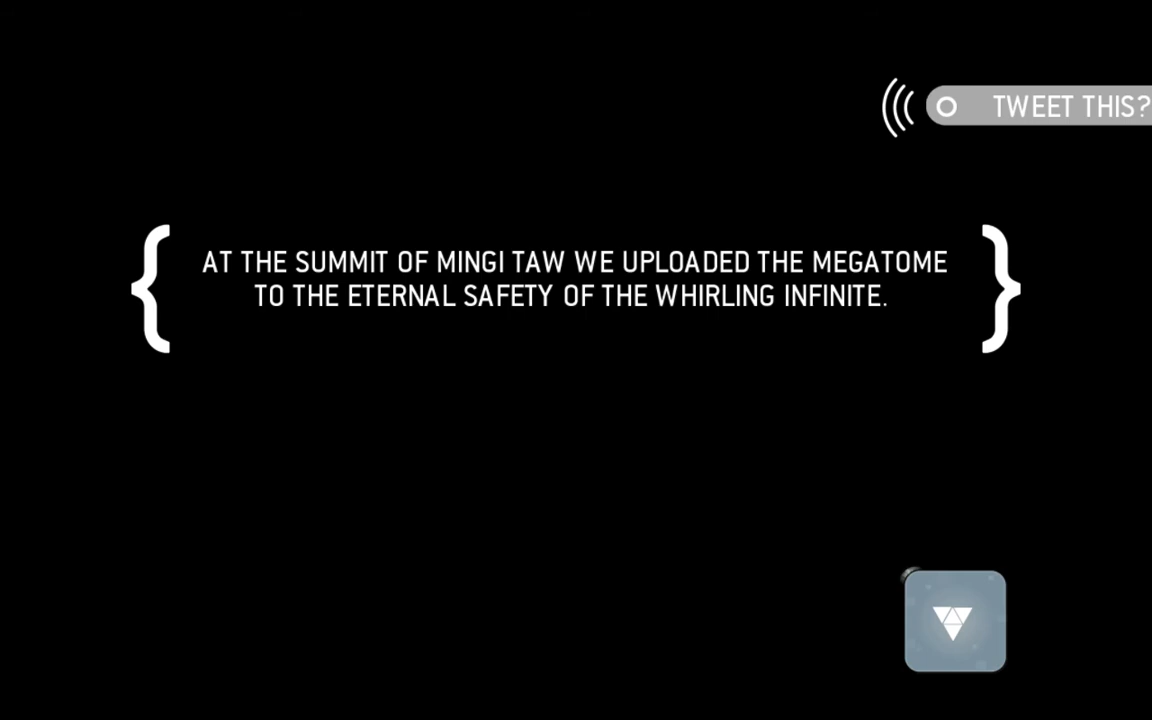 TWEET THIS?
AT THE SUMMIT OF MINGI TAW WE UPLOADED THE MEGATOME
TO THE ETERNAL SAFETY OF THE WHIRLING INFINITE.